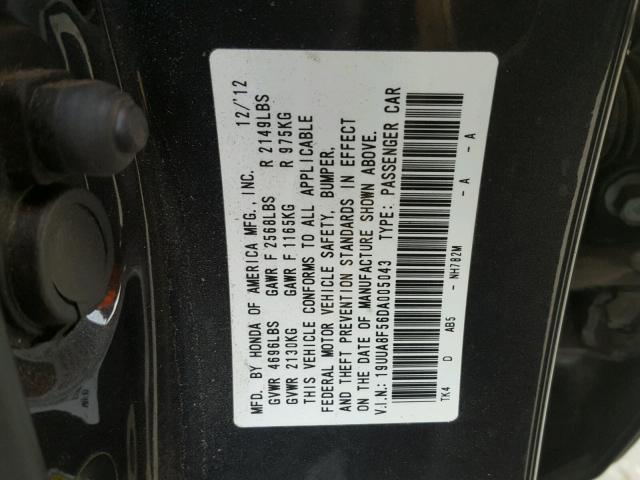 MFD. BY HONDA OF AMERICA MFG., INC. 12/'12
GVWR 4696LBS GAWR F 2568LBS R 2149LBS
GVWR 2130KG GAWR F 1165KG R 975KG
THIS VEHICLE CONFORMS TO ALL APPLICABLE
FEDERAL MOTOR VEHICLE SAFETY, BUMPER,
AND THEFT PREVENTION STANDARDS IN EFFECT
ON THE DATE OF MANUFACTURE SHOWN ABOVE.
V.I.N.: 19UUA8F56DA005043 TYPE: PASSENGER CAR
TK4 D AB5 - NH782M - A - A